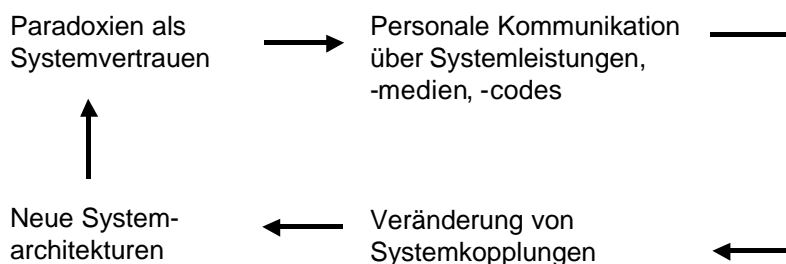 Paradoxien als
Systemvertrauen
Personale Kommunikation
über Systemleistungen,
-medien, -codes
Neue System-
architekturen
Veränderung von
Systemkopplungen